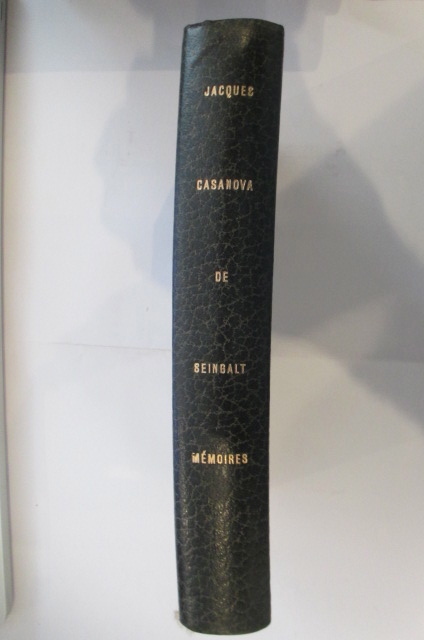 JACQUES
CASANOVA
DE
SEINGALT
MÉMOIRES